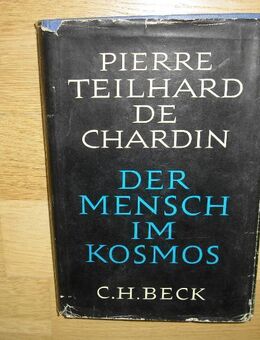 PIERRE
TEILHARD
DE
CHARDIN
DER
MENSCH
IM
KOSMOS
C.H.BECK